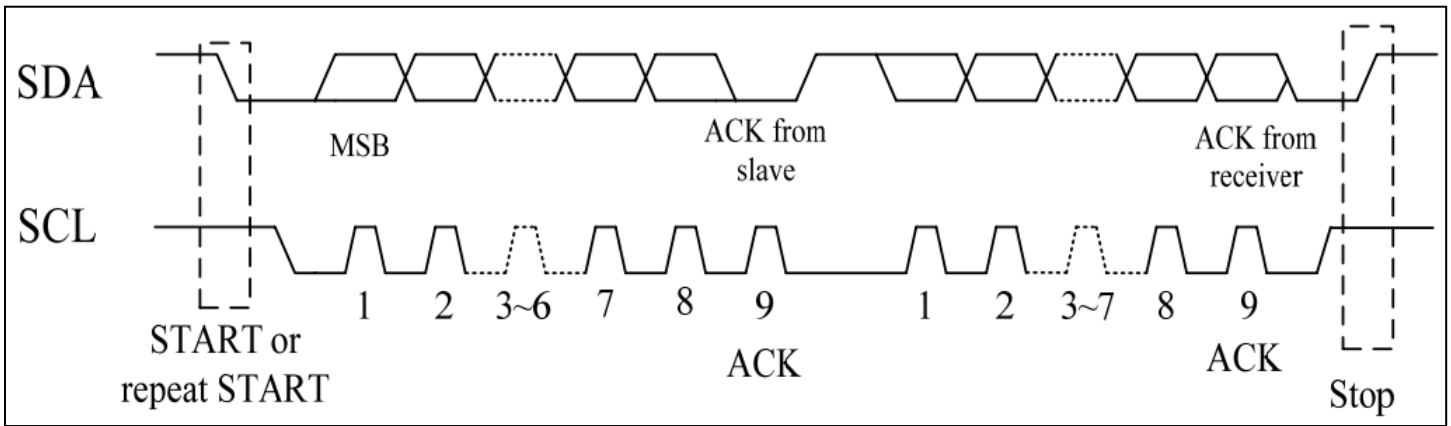 SDA
MSB
ACK from
slave
ACK from
receiver
SCL
1 2 3~6 7 8 9 1 2 3~7 8 9
START or
repeat START
ACK
ACK
Stop